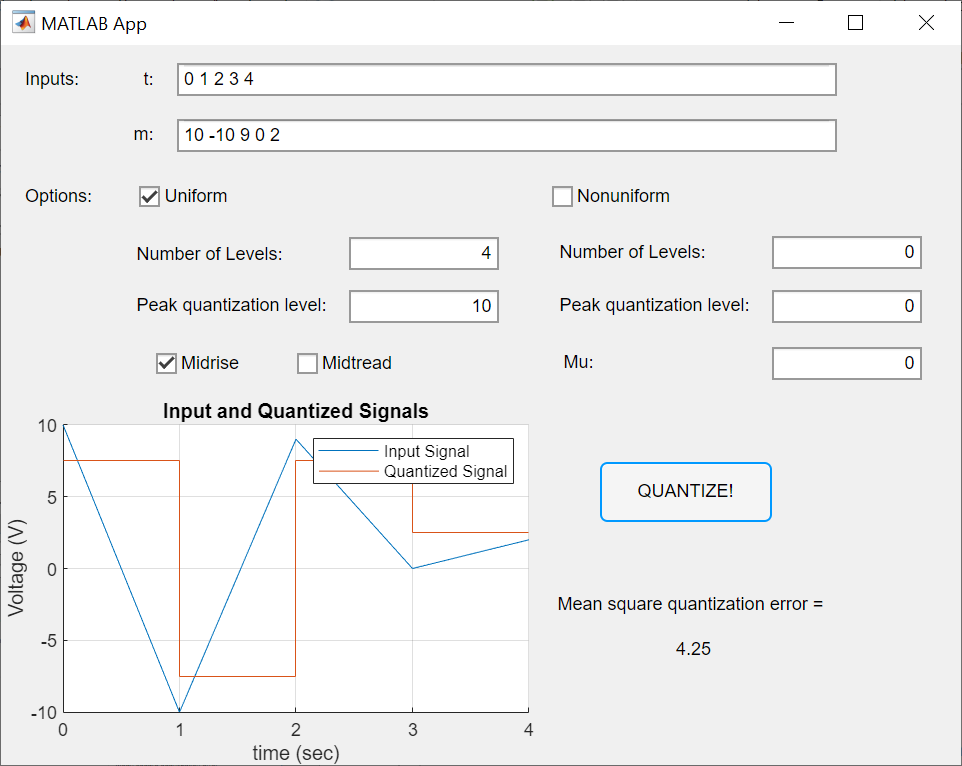 MATLAB App
Inputs: t: 0 1 2 3 4
m: 10 -10 9 0 2
Options: Uniform Nonuniform
Number of Levels: 4 Number of Levels: 0
Peak quantization level: 10 Peak quantization level: 0
Midrise Midtread Mu: 0
Input and Quantized Signals
10
5
0
-5
-10
Voltage (V)
Input Signal
Quantized Signal
0 1 2 3 4
time (sec)
QUANTIZE!
Mean square quantization error =
4.25